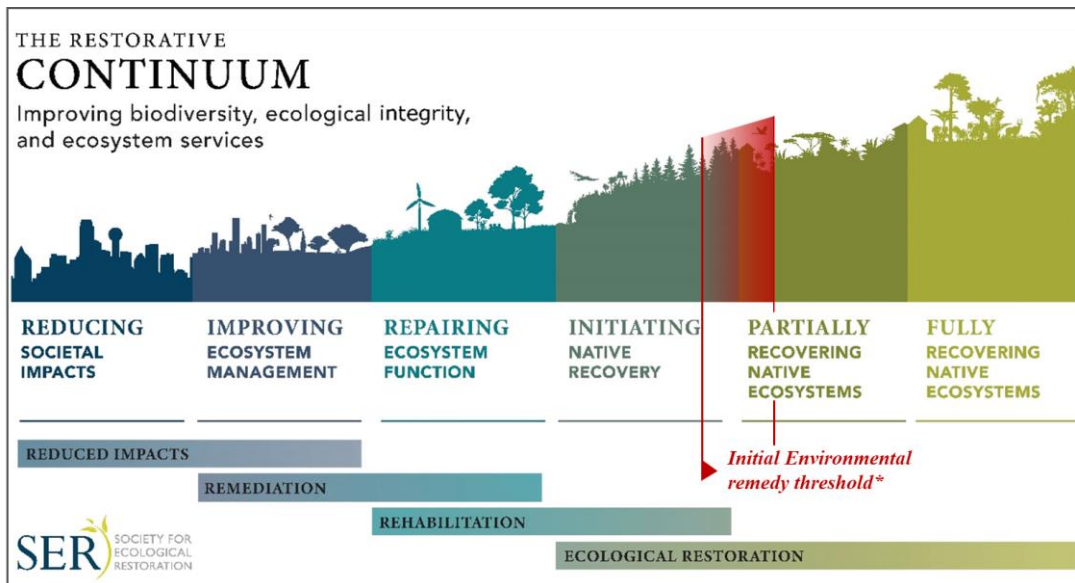 THE RESTORATIVE
CONTINUUM
Improving biodiversity, ecological integrity,
and ecosystem services
REDUCING
SOCIETAL
IMPACTS
IMPROVING
ECOSYSTEM
MANAGEMENT
REPAIRING
ECOSYSTEM
FUNCTION
INITIATING
NATIVE
RECOVERY
PARTIALLY
RECOVERING
NATIVE
ECOSYSTEMS
FULLY
RECOVERING
NATIVE
ECOSYSTEMS
REDUCED IMPACTS
Initial Environmental
remedy threshold*
REMEDIATION
REHABILITATION
ECOLOGICAL RESTORATION
SER
SOCIETY FOR
ECOLOGICAL
RESTORATION